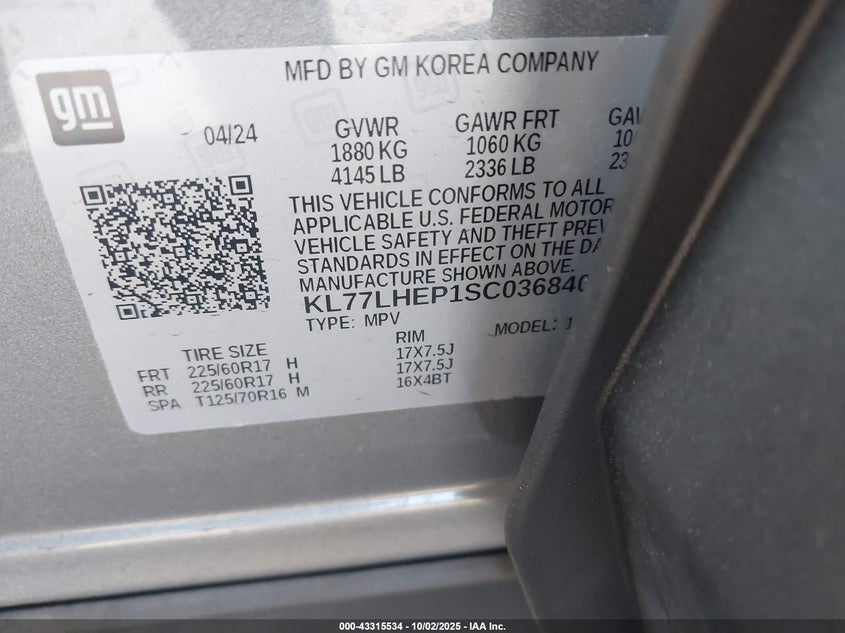 MFD BY GM KOREA COMPANY
gm
04/24
GVWR
1880 KG
4145 LB
GAWR FRT
1060 KG
2336 LB
THIS VEHICLE CONFORMS TO ALL
APPLICABLE U.S. FEDERAL MOTOR
VEHICLE SAFETY AND THEFT
STANDARDS IN EFFECT ON THE
MANUFACTURE SHOWN ABOVE.
KL77LHEP1SC036840
TYPE: MPV
MODEL: 1
TIRE SIZE
RIM
FRT 225/60R17 H 17X7.5J
RR 225/60R17 H 17X7.5J
SPA T125/70R16 M 16X4BT
000-43315534 - 10/02/2025 - IAA Inc.